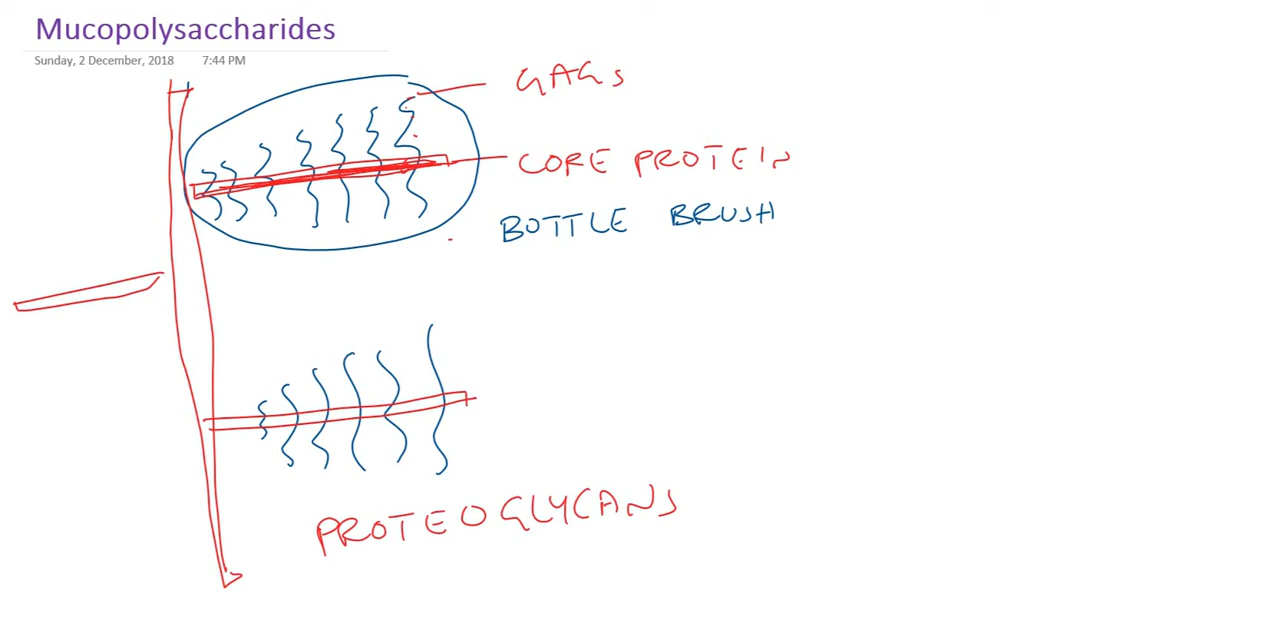 Mucopolysaccharides
Sunday, 2 December, 2018 7:44 PM
GAGS
CORE PROTEIN
BOTTLE BRUSH
PROTEOGLYCANS